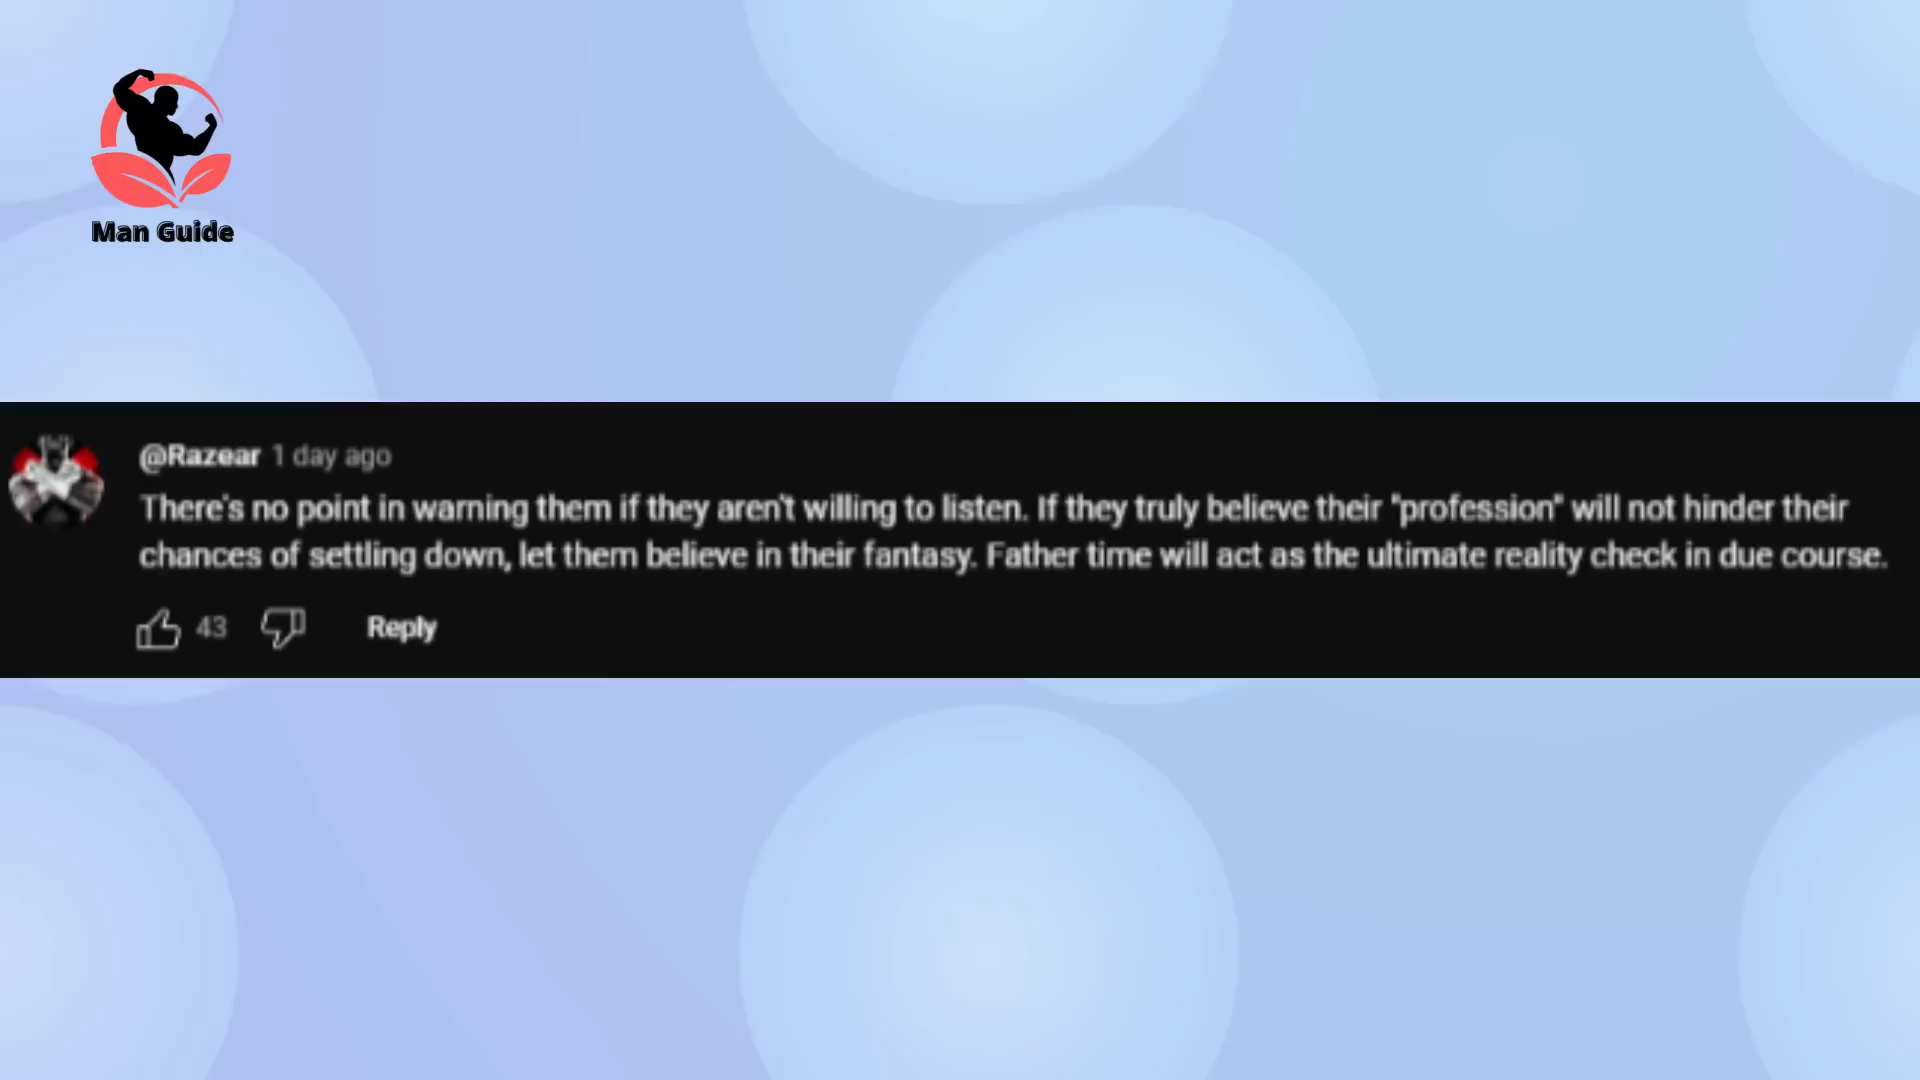 Man Guide
@Razear 1 day ago
There's no point in warning them if they aren't willing to listen. If they truly believe their "profession" will not hinder their
chances of settling down, let them believe in their fantasy. Father time will act as the ultimate reality check in due course.
43 Reply